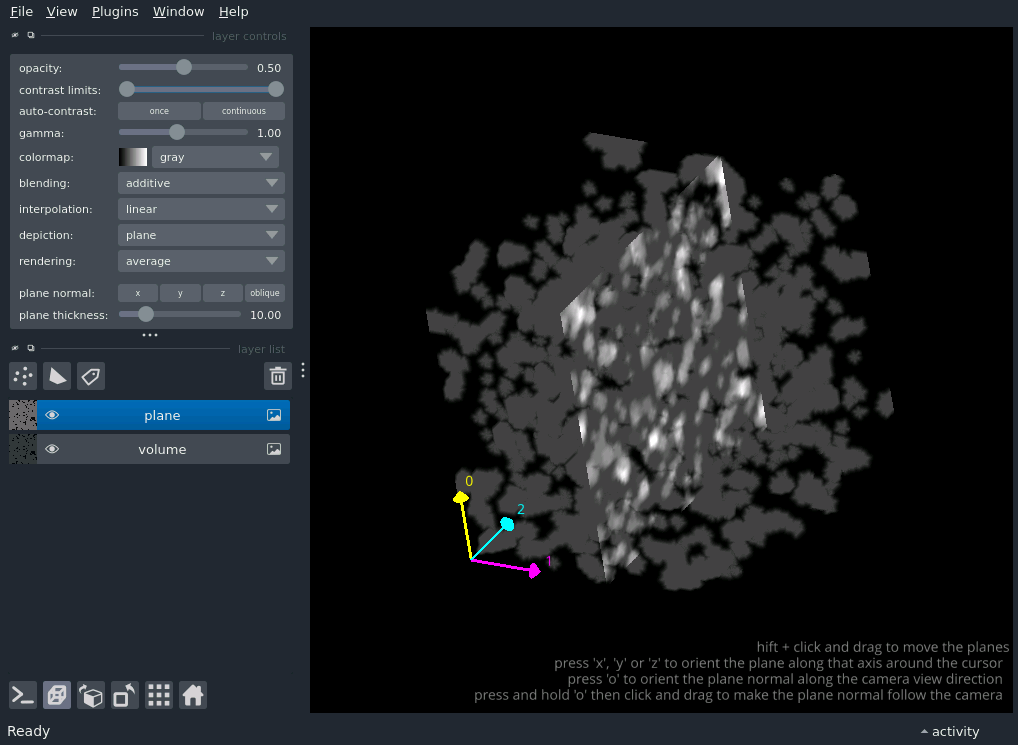 File View Plugins Window Help
layer controls
opacity: 0.50
contrast limits:
auto-contrast: once continuous
gamma: 1.00
colormap: gray
blending: additive
interpolation: linear
depiction: plane
rendering: average
plane normal: x y z oblique
plane thickness: 10.00
layer list
plane
volume
0
2
1
hift + click and drag to move the planes
press 'x', 'y' or 'z' to orient the plane along that axis around the cursor
press 'o' to orient the plane normal along the camera view direction
press and hold 'o' then click and drag to make the plane normal follow the camera
Ready activity